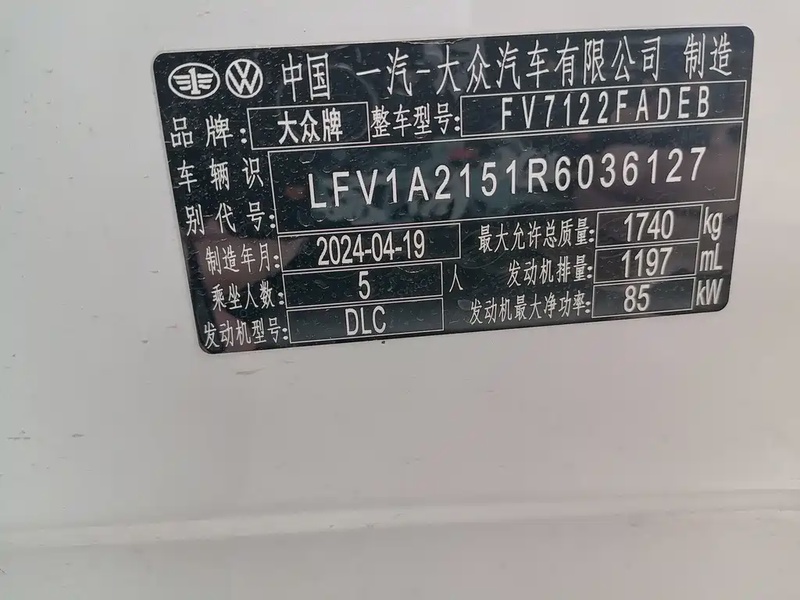 中国 一汽-大众汽车有限公司 制造
品牌: 大众牌 整车型号: FV7122FADEB
车辆识别代号: LFV1A2151R6036127
制造年月: 2024-04-19 最大允许总质量: 1740 kg
乘坐人数: 5 人 发动机排量: 1197 mL
发动机型号: DLC 发动机最大净功率: 85 kW